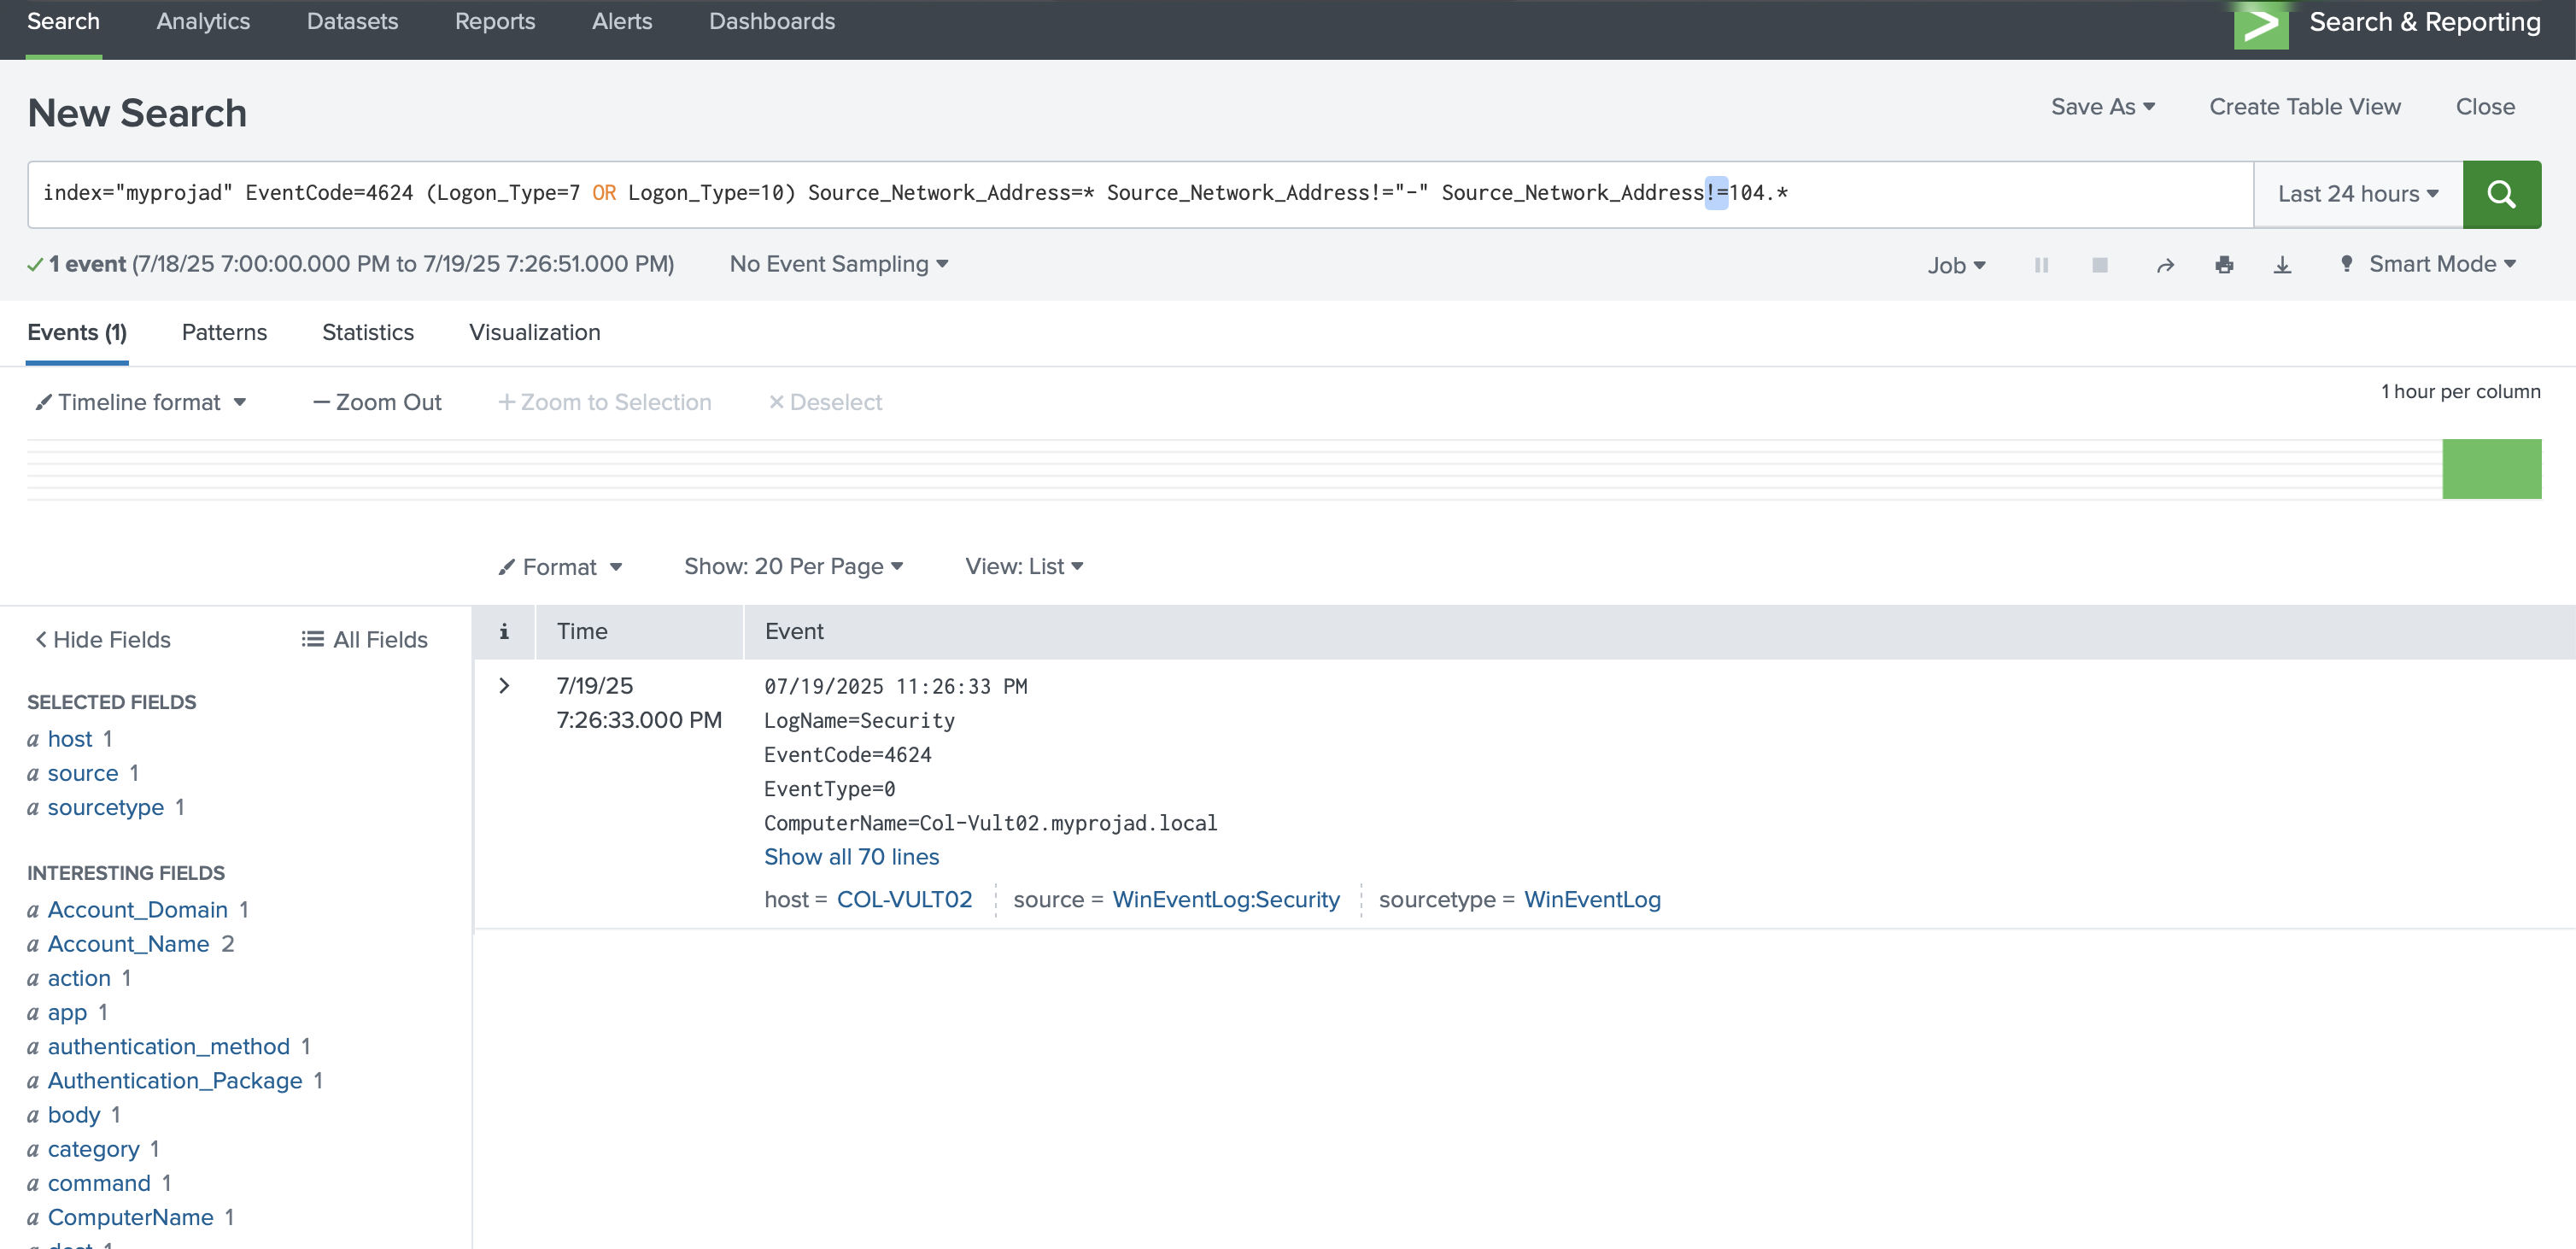 Search Analytics Datasets Reports Alerts Dashboards > Search & Reporting
New Search Save As Create Table View Close
index="myprojad" EventCode=4624 (Logon_Type=7 OR Logon_Type=10) Source_Network_Address=* Source_Network_Address!="-" Source_Network_Address!=104.* Last 24 hours
1 event (7/18/25 7:00:00.000 PM to 7/19/25 7:26:51.000 PM) No Event Sampling Job Smart Mode
Events (1) Patterns Statistics Visualization
Timeline format — Zoom Out + Zoom to Selection × Deselect 1 hour per column
Format Show: 20 Per Page View: List
Hide Fields All Fields
SELECTED FIELDS
a host 1
a source 1
a sourcetype 1
INTERESTING FIELDS
a Account_Domain 1
a Account_Name 2
a action 1
a app 1
a authentication_method 1
a Authentication_Package 1
a body 1
a category 1
a command 1
a ComputerName 1
i Time Event
7/19/25 07/19/2025 11:26:33 PM
7:26:33.000 PM LogName=Security
EventCode=4624
EventType=0
ComputerName=Col-Vult02.myprojad.local
Show all 70 lines
host = COL-VULT02 source = WinEventLog:Security sourcetype = WinEventLog